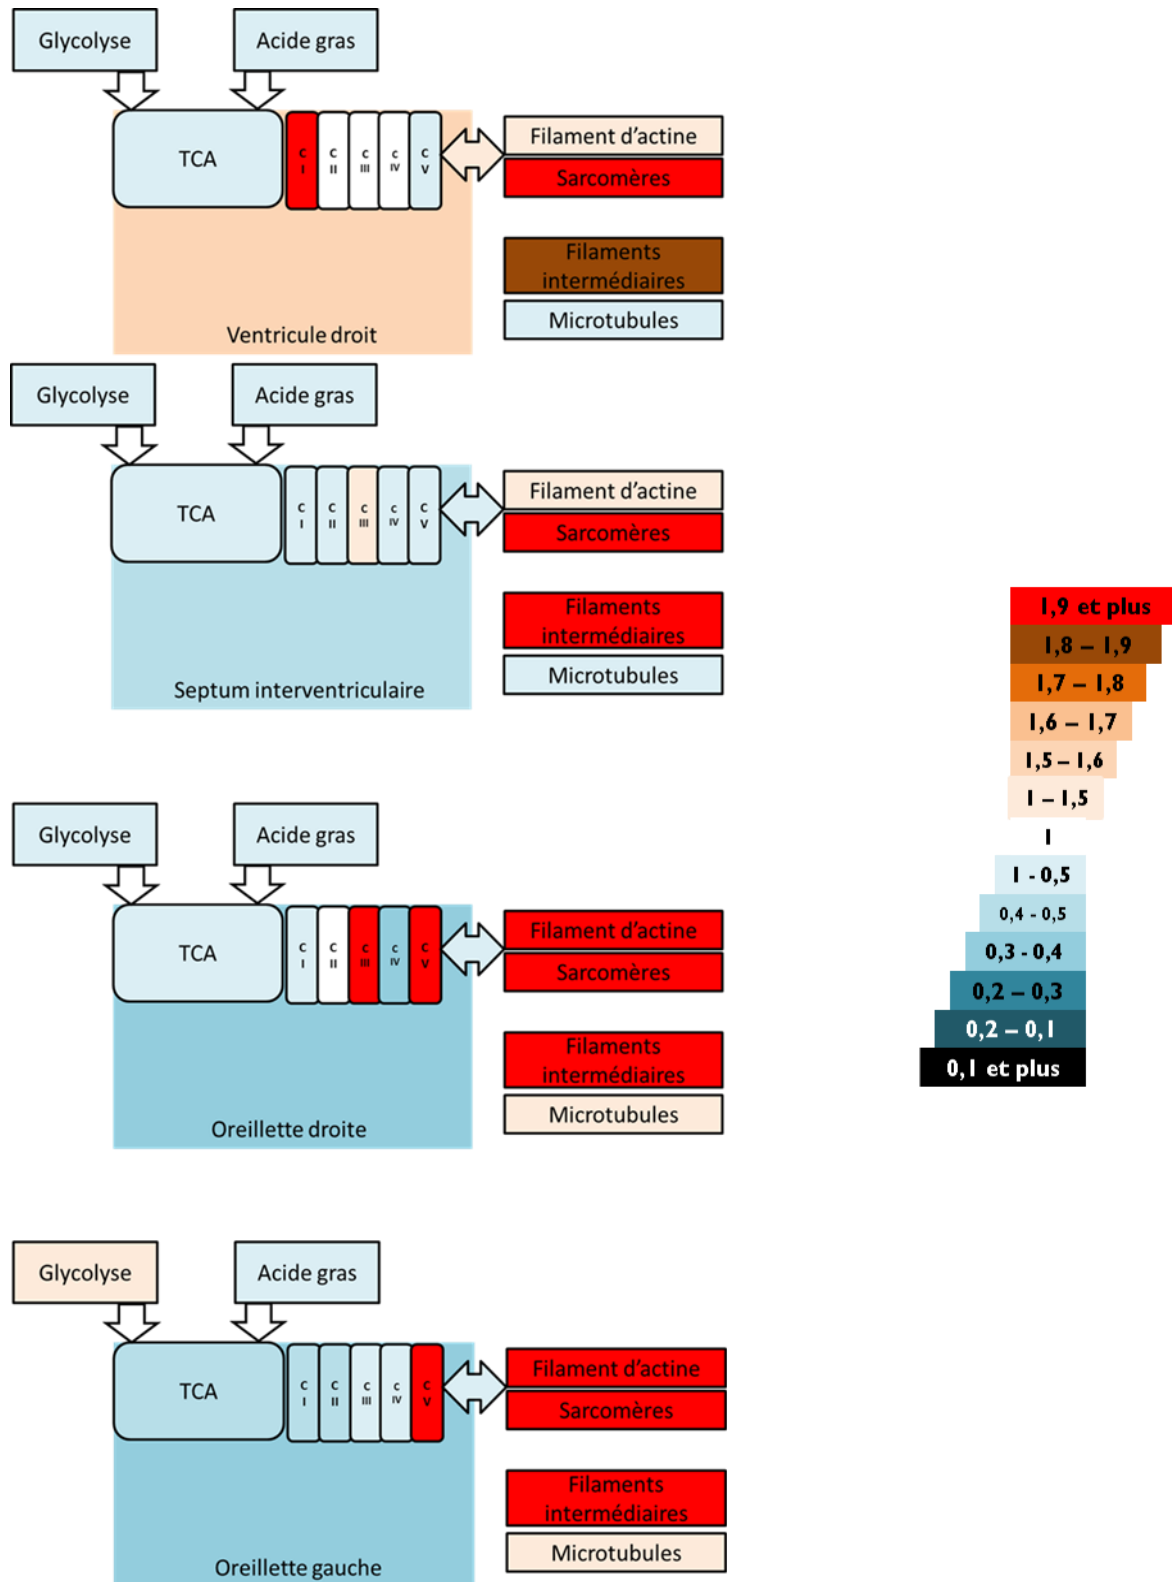 Glycolyse
Acide gras
TCA
C I
C II
C III
C IV
C V
Filament d'actine
Sarcomères
Filaments
intermédiaires
Microtubules
Ventricule droit
Glycolyse
Acide gras
TCA
C I
C II
C III
C IV
C V
Filament d'actine
Sarcomères
Filaments
intermédiaires
Microtubules
Septum interventriculaire
1,9 et plus
1,8 – 1,9
1,7 – 1,8
1,6 – 1,7
1,5 – 1,6
1 – 1,5
1
1 - 0,5
0,4 - 0,5
0,3 - 0,4
0,2 – 0,3
0,2 – 0,1
0,1 et plus
Glycolyse
Acide gras
TCA
C I
C II
C III
C IV
C V
Filament d'actine
Sarcomères
Filaments
intermédiaires
Microtubules
Oreillette droite
Glycolyse
Acide gras
TCA
C I
C II
C III
C IV
C V
Filament d'actine
Sarcomères
Filaments
intermédiaires
Microtubules
Oreillette gauche